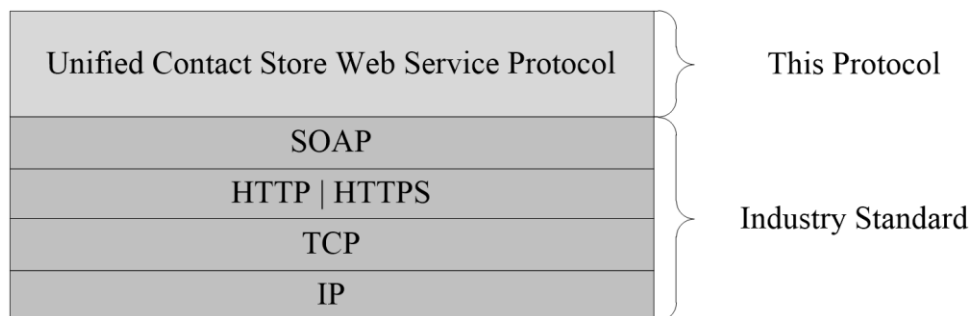 Unified Contact Store Web Service Protocol
This Protocol
SOAP
HTTP | HTTPS
TCP
IP
Industry Standard